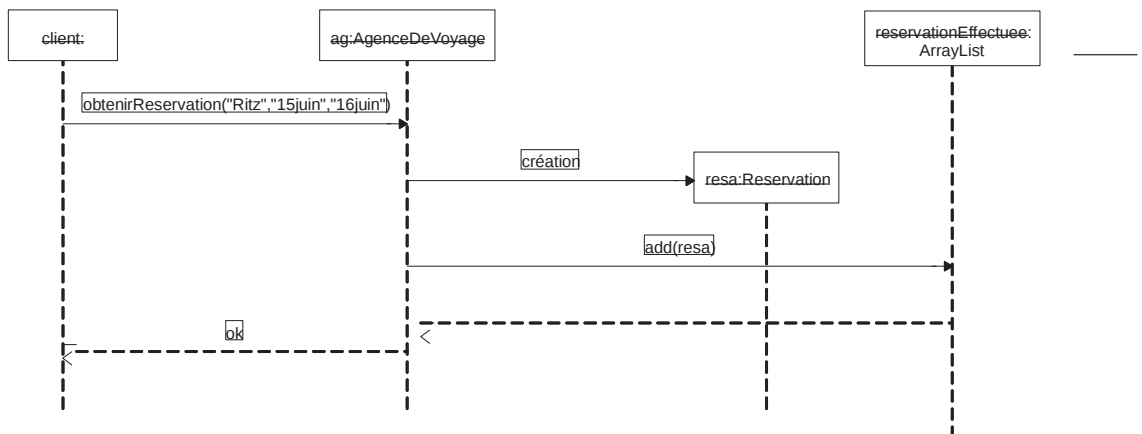 client:
ag:AgenceDeVoyage
reservationEffectuee:
ArrayList
obtenirReservation("Ritz","15juin","16juin")
création
resa:Reservation
add(resa)
ok